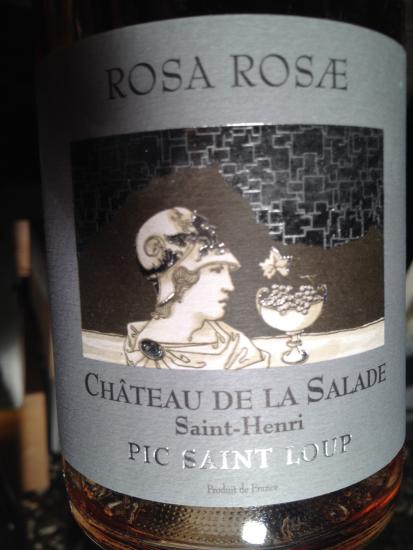 ROSA ROSÆ
CHÂTEAU DE LA SALADE
Saint-Henri
PIC SAINT LOUP
Produit de France